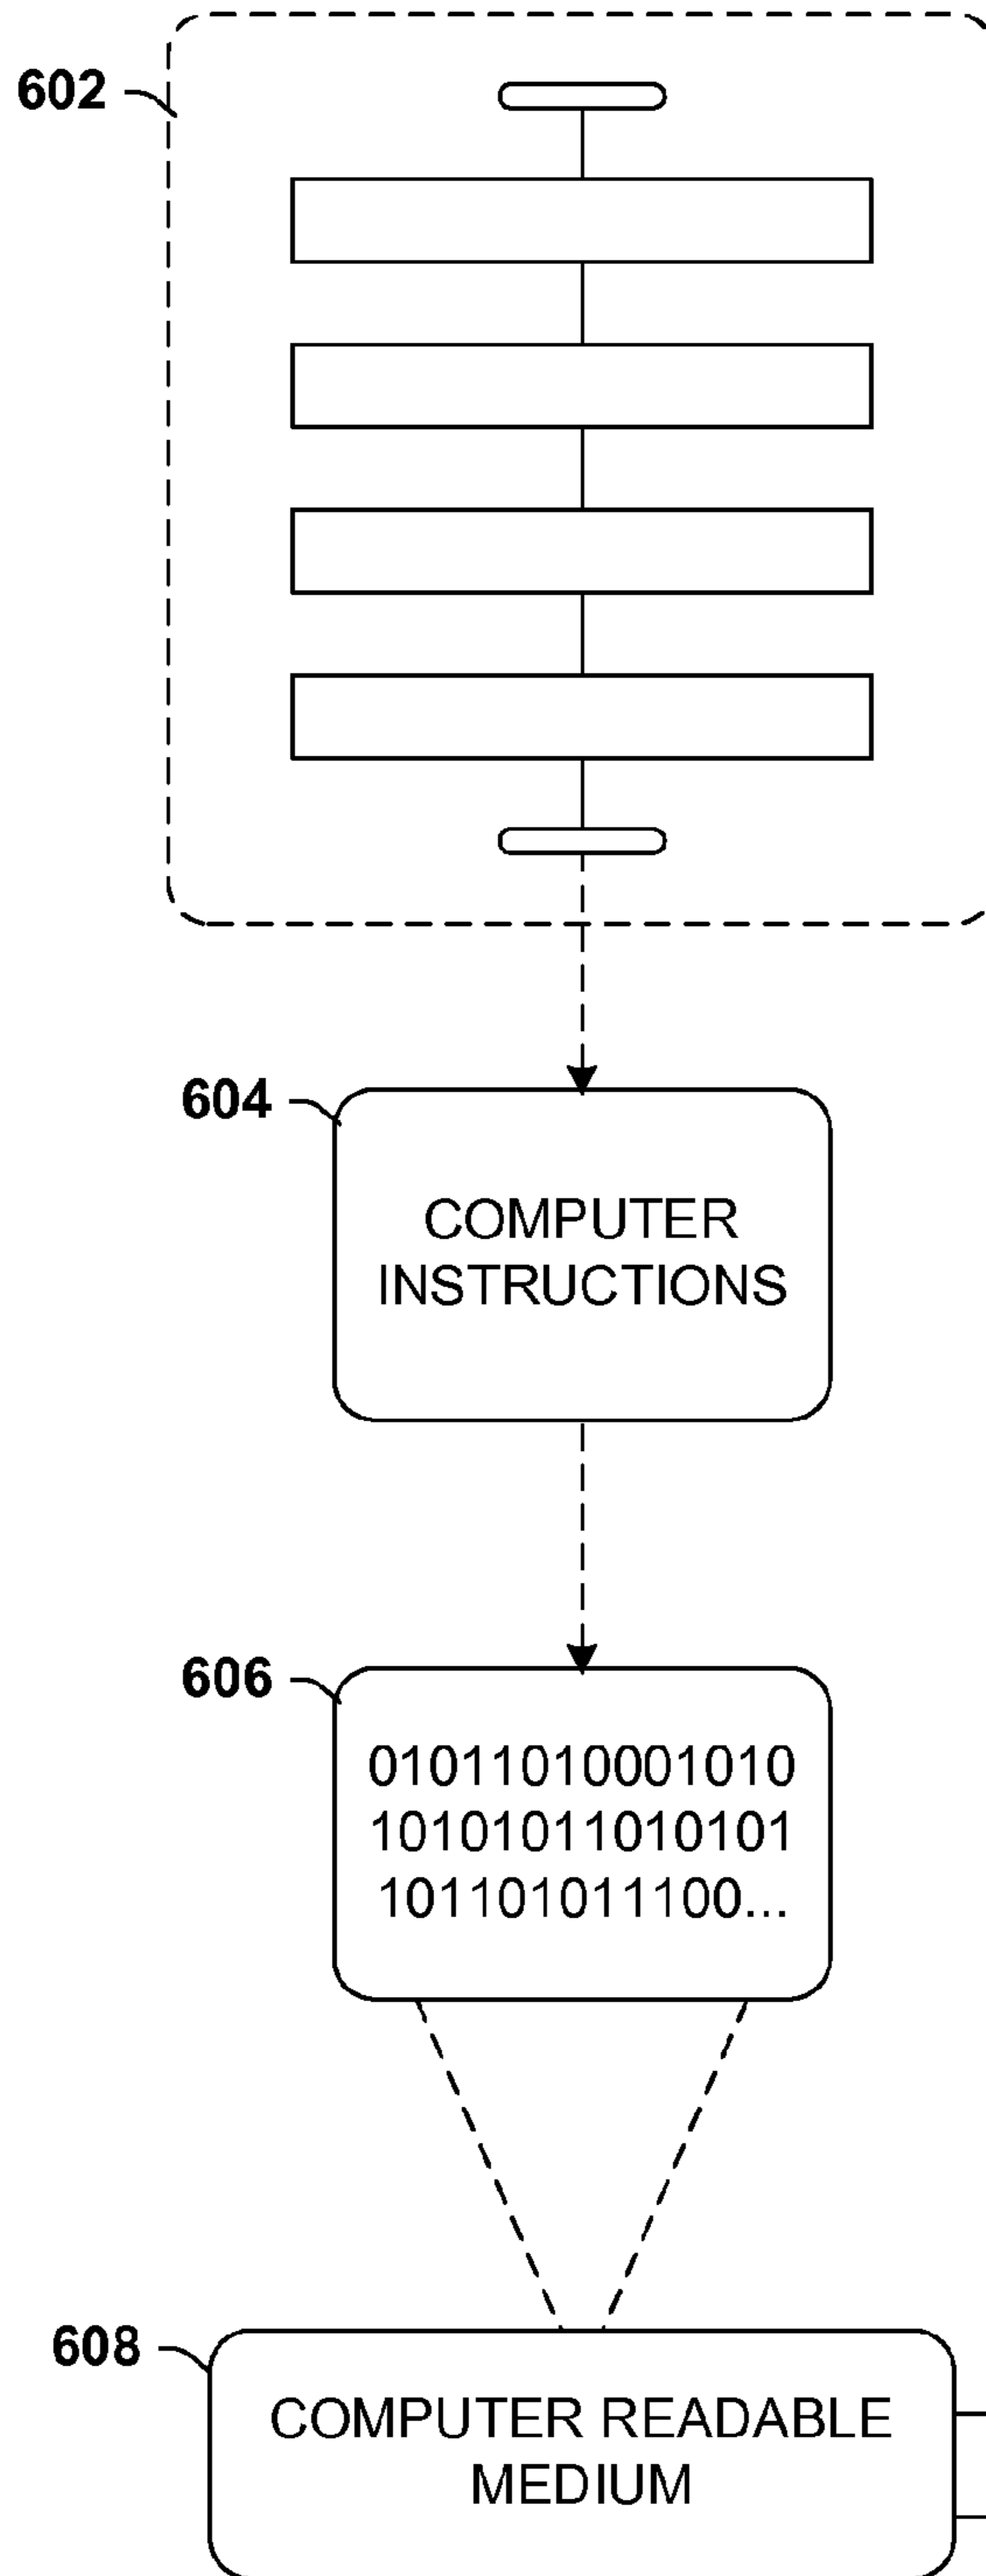 602
604
COMPUTER
INSTRUCTIONS
606
01011010001010
10101011010101
101101011100...
608
COMPUTER READABLE
MEDIUM